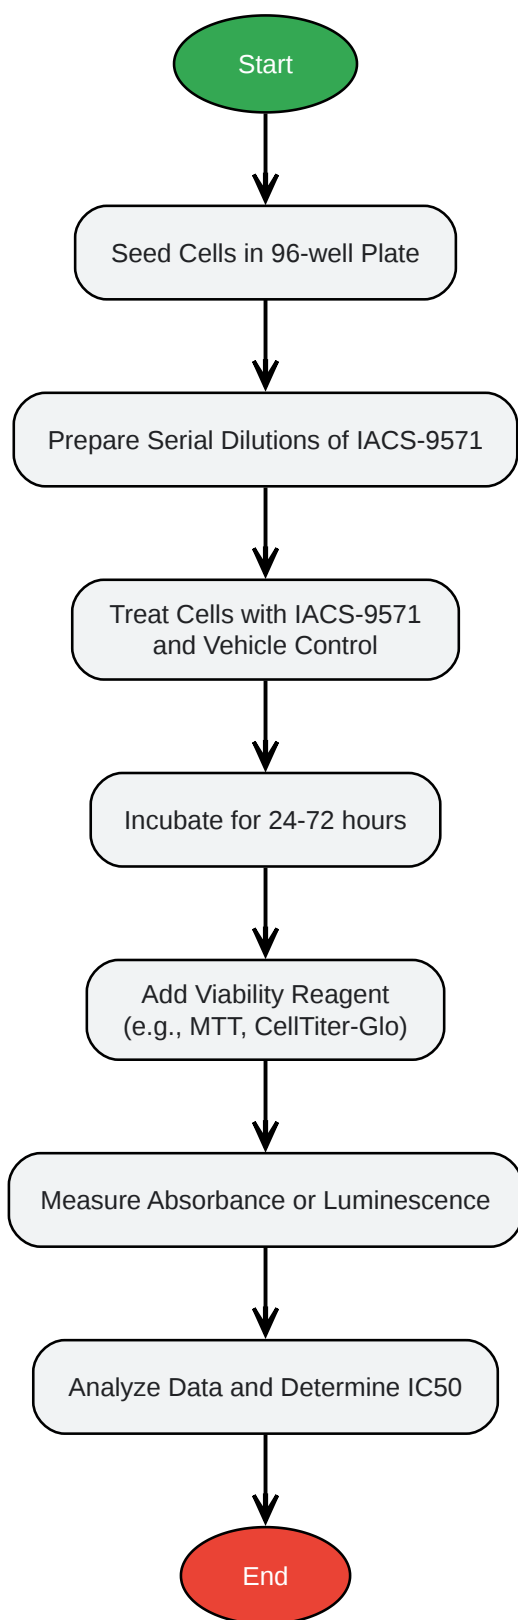 Start
Seed Cells in 96-well Plate
Prepare Serial Dilutions of IACS-9571
Treat Cells with IACS-9571
and Vehicle Control
Incubate for 24-72 hours
Add Viability Reagent
(e.g., MTT, CellTiter-Glo)
Measure Absorbance or Luminescence
Analyze Data and Determine IC50
End